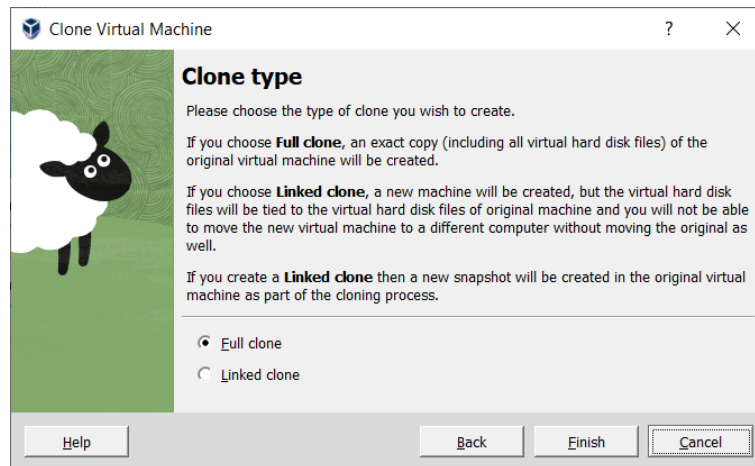 Clone Virtual Machine
Clone type
Please choose the type of clone you wish to create.
If you choose Full clone, an exact copy (including all virtual hard disk files) of the
original virtual machine will be created.
If you choose Linked clone, a new machine will be created, but the virtual hard disk
files will be tied to the virtual hard disk files of original machine and you will not be able
to move the new virtual machine to a different computer without moving the original as
well.
If you create a Linked clone then a new snapshot will be created in the original virtual
machine as part of the cloning process.
Full clone
Linked clone
Help
Back
Finish
Cancel